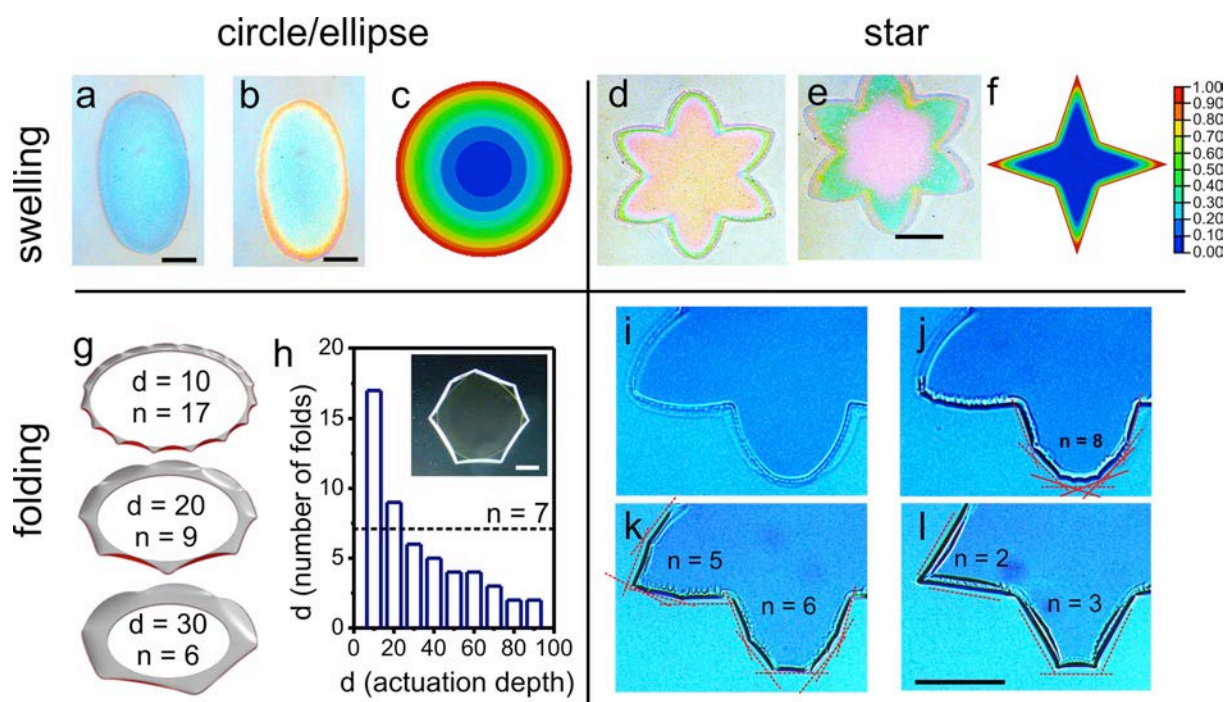 circle/ellipse
star
swelling
a
b
c
d
e
f
1.00
0.90
0.80
0.70
0.60
0.50
0.40
0.30
0.20
0.10
0.00
folding
g
d = 10
n = 17
d = 20
n = 9
d = 30
n = 6
h
d (number of folds)
20
15
10
5
0
n = 7
0 20 40 60 80 100
d (actuation depth)
i
j
n = 8
k
n = 5
n = 6
l
n = 2
n = 3